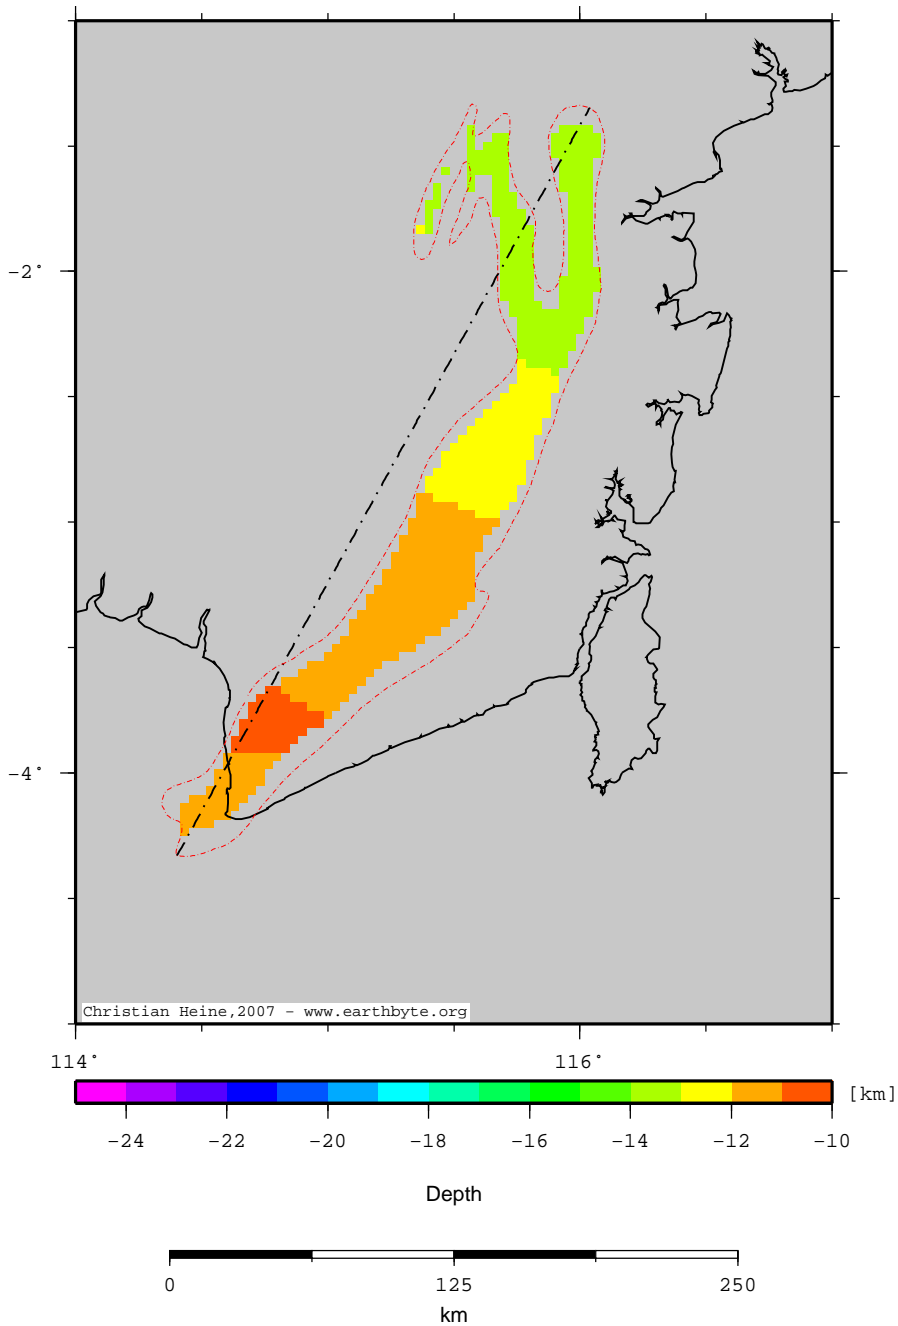 −2°
−4°
Christian Heine,2007 − www.earthbyte.org
114° 116°
[km]
−24 −22 −20 −18 −16 −14 −12 −10
Depth
0 125 250
km